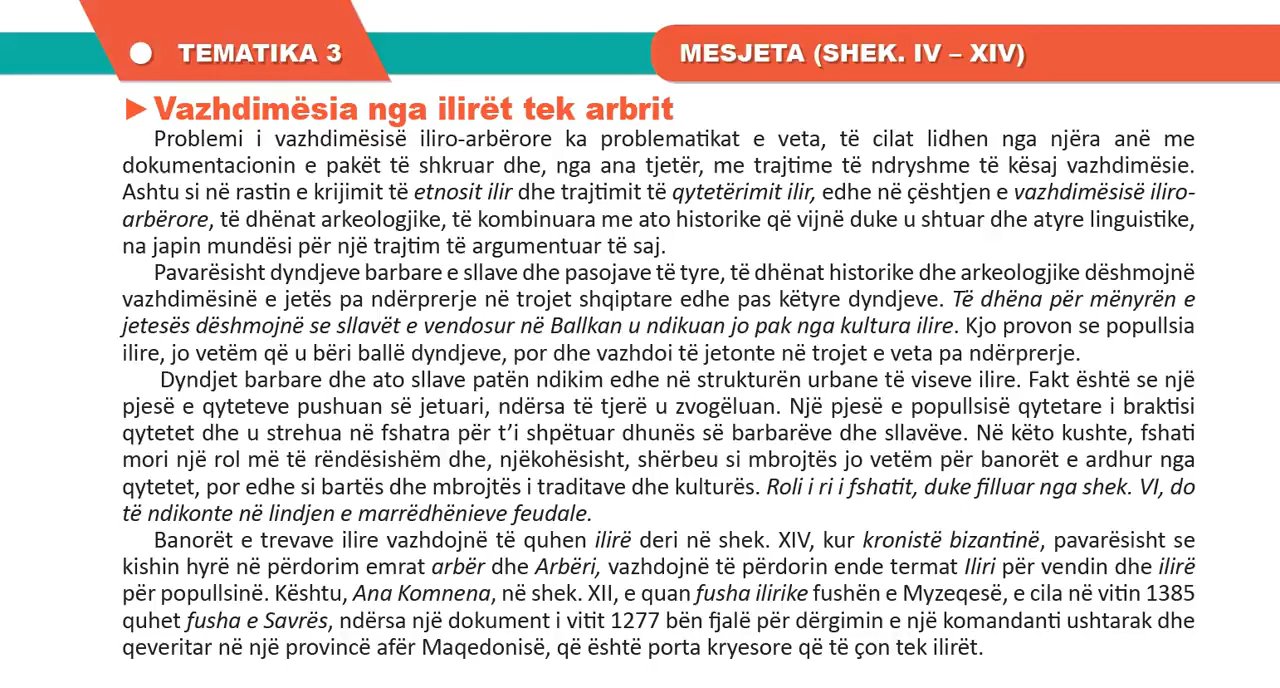 TEMATIKA 3
MESJETA (SHEK. IV – XIV)
►Vazhdimësia nga ilirët tek arbrit
Problemi i vazhdimësisë iliro-arbërore ka problematikat e veta, të cilat lidhen nga njëra anë me
dokumentacionin e pakët të shkruar dhe, nga ana tjetër, me trajtime të ndryshme të kësaj vazhdimësie.
Ashtu si në rastin e krijimit të etnosit ilir dhe trajtimit të qytetërimit ilir, edhe në çështjen e vazhdimësisë iliro-
arbërore, të dhënat arkeologjike, të kombinuara me ato historike që vijnë duke u shtuar dhe atyre linguistike,
na japin mundësi për një trajtim të argumentuar të saj.
Pavarësisht dyndjeve barbare e sllave dhe pasojave të tyre, të dhënat historike dhe arkeologjike dëshmojnë
vazhdimësinë e jetës pa ndërprerje në trojet shqiptare edhe pas këtyre dyndjeve. Të dhëna për mënyrën e
jetesës dëshmojnë se sllavët e vendosur në Ballkan u ndikuan jo pak nga kultura ilire. Kjo provon se popullsia
ilire, jo vetëm që u bëri ballë dyndjeve, por dhe vazhdoi të jetonte në trojet e veta pa ndërprerje.
Dyndjet barbare dhe ato sllave patën ndikim edhe në strukturën urbane të viseve ilire. Fakt është se një
pjesë e qyteteve pushuan së jetuari, ndërsa të tjerë u zvogëluan. Një pjesë e popullsisë qytetare i braktisi
qytetet dhe u strehua në fshatra për t’i shpëtuar dhunës së barbarëve dhe sllavëve. Në këto kushte, fshati
mori një rol më të rëndësishëm dhe, njëkohësisht, shërbeu si mbrojtës jo vetëm për banorët e ardhur nga
qytetet, por edhe si bartës dhe mbrojtës i traditave dhe kulturës. Roli i ri i fshatit, duke filluar nga shek. VI, do
të ndikonte në lindjen e marrëdhënieve feudale.
Banorët e trevave ilire vazhdojnë të quhen ilirë deri në shek. XIV, kur kronistë bizantinë, pavarësisht se
kishin hyrë në përdorim emrat arbër dhe Arbëri, vazhdojnë të përdorin ende termat Iliri për vendin dhe ilirë
për popullsinë. Kështu, Ana Komnena, në shek. XII, e quan fusha ilirike fushën e Myzeqesë, e cila në vitin 1385
quhet fusha e Savrës, ndërsa një dokument i vitit 1277 bën fjalë për dërgimin e një komandanti ushtarak dhe
qeveritar në një provincë afër Maqedonisë, që është porta kryesore që të çon tek ilirët.